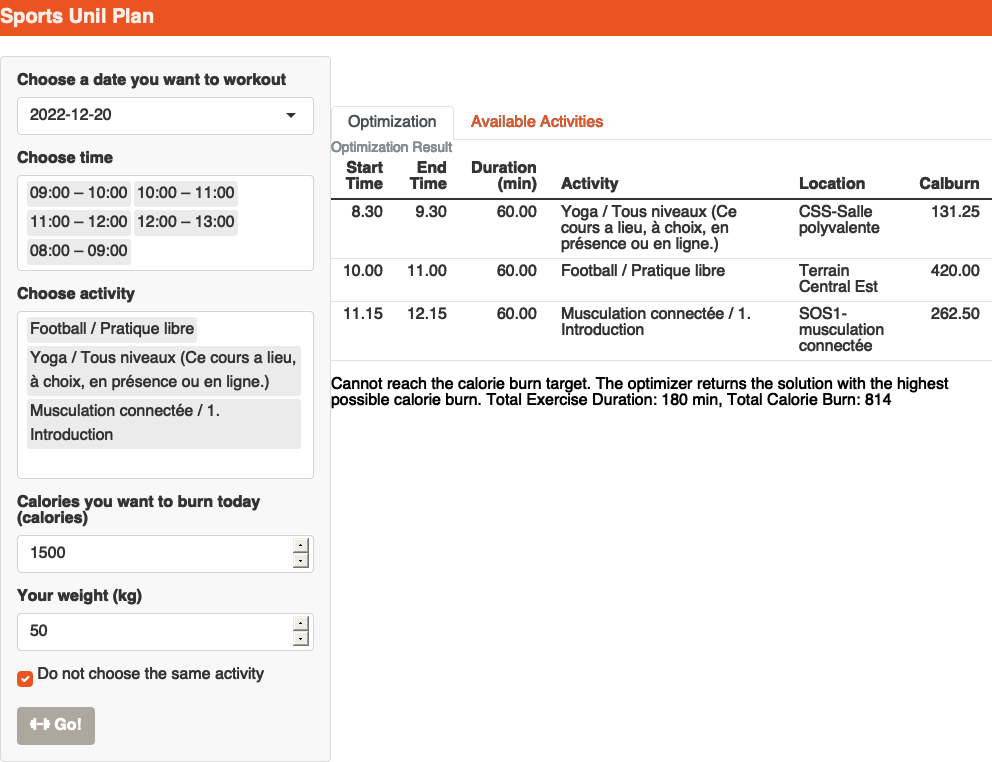 Sports Unil Plan
Choose a date you want to workout
2022-12-20
Choose time
09:00 – 10:00 10:00 – 11:00
11:00 – 12:00 12:00 – 13:00
08:00 – 09:00
Choose activity
Football / Pratique libre
Yoga / Tous niveaux (Ce cours a lieu,
à choix, en présence ou en ligne.)
Musculation connectée / 1.
Introduction
Calories you want to burn today
(calories)
1500
Your weight (kg)
50
Do not choose the same activity
Go!
Optimization Available Activities
Optimization Result
Start End Duration
Time Time (min) Activity Location Calburn
8.30 9.30 60.00 Yoga / Tous niveaux (Ce CSS-Salle 131.25
cours a lieu, à choix, en polyvalente
présence ou en ligne.)
10.00 11.00 60.00 Football / Pratique libre Terrain 420.00
Central Est
11.15 12.15 60.00 Musculation connectée / 1. SOS1- 262.50
Introduction musculation
connectée
Cannot reach the calorie burn target. The optimizer returns the solution with the highest
possible calorie burn. Total Exercise Duration: 180 min, Total Calorie Burn: 814